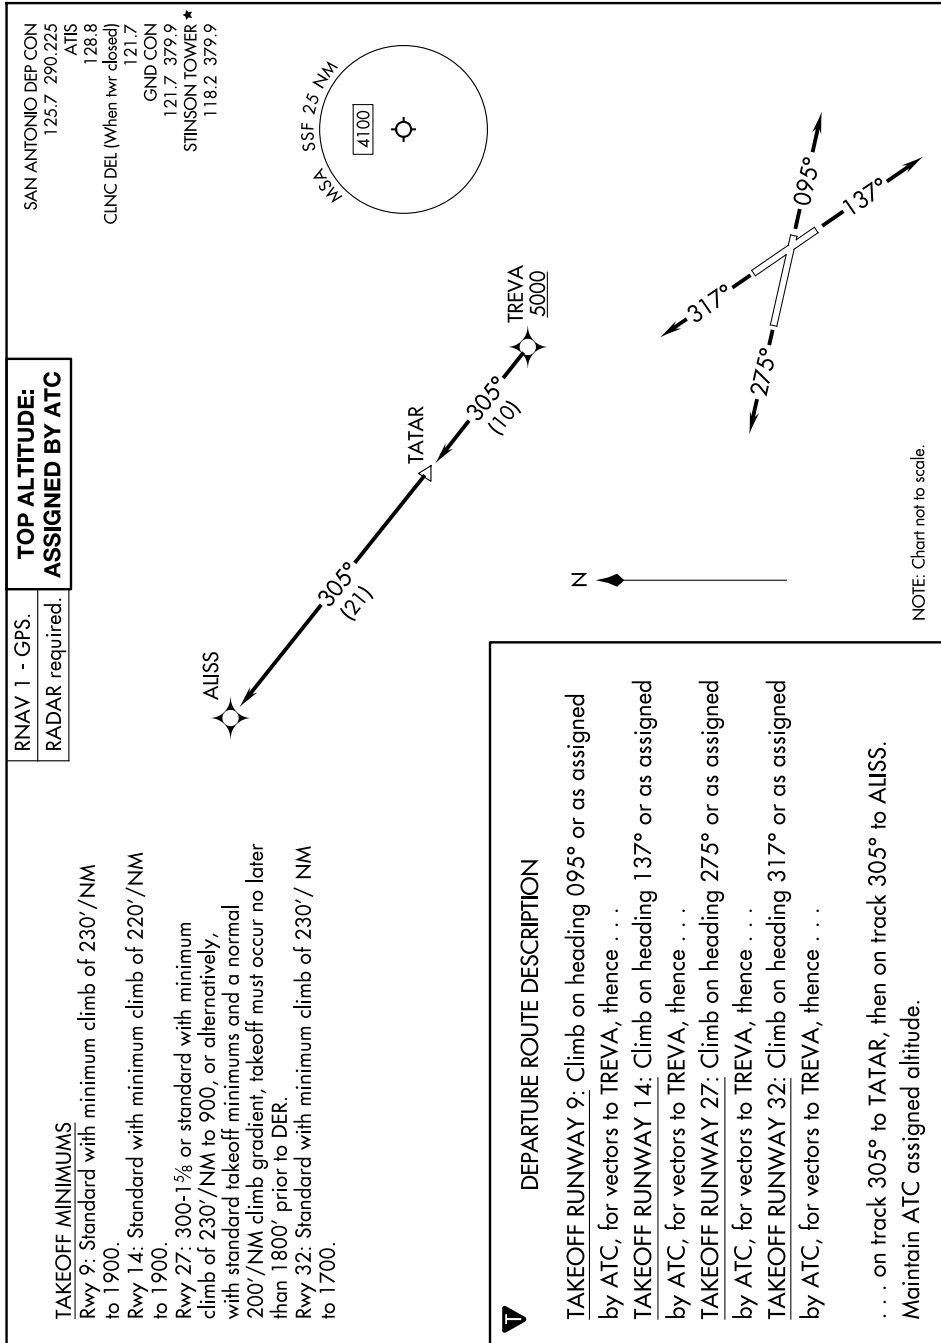 RNAV 1 - GPS.
RADAR required.
TOP ALTITUDE:
ASSIGNED BY ATC
SAN ANTONIO DEP CON
125.7 290.225
ATIS
128.8
CLNC DEL (When twr closed)
121.7
GND CON
121.7 379.9
STINSON TOWER ★
118.2 379.9
TAKEOFF MINIMUMS
Rwy 9: Standard with minimum climb of 230'/NM
to 1900.
Rwy 14: Standard with minimum climb of 220'/NM
to 1900.
Rwy 27: 300-1⅝ or standard with minimum
climb of 230'/NM to 900, or alternatively,
with standard takeoff minimums and a normal
200'/NM climb gradient, takeoff must occur no later
than 1800' prior to DER.
Rwy 32: Standard with minimum climb of 230'/ NM
to 1700.
MSA SSF 25 NM
4100
ALISS
305°
(21)
TATAR
305°
(10)
TREVA
5000
N
317°
095°
275°
137°
NOTE: Chart not to scale.
T
DEPARTURE ROUTE DESCRIPTION
TAKEOFF RUNWAY 9: Climb on heading 095° or as assigned
by ATC, for vectors to TREVA, thence . . .
TAKEOFF RUNWAY 14: Climb on heading 137° or as assigned
by ATC, for vectors to TREVA, thence . . .
TAKEOFF RUNWAY 27: Climb on heading 275° or as assigned
by ATC, for vectors to TREVA, thence . . .
TAKEOFF RUNWAY 32: Climb on heading 317° or as assigned
by ATC, for vectors to TREVA, thence . . .
. . . on track 305° to TATAR, then on track 305° to ALISS.
Maintain ATC assigned altitude.